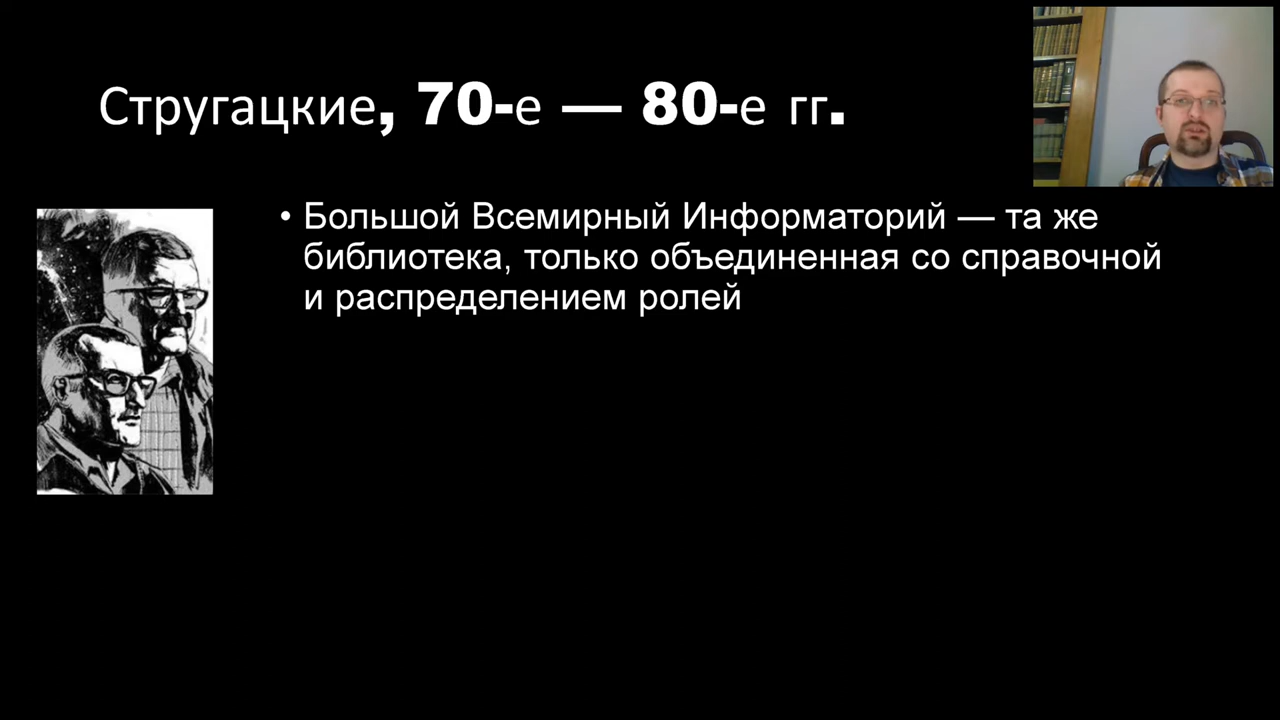 Стругацкие, 70-е — 80-е гг.
• Большой Всемирный Информаторий — та же
библиотека, только объединенная со справочной
и распределением ролей